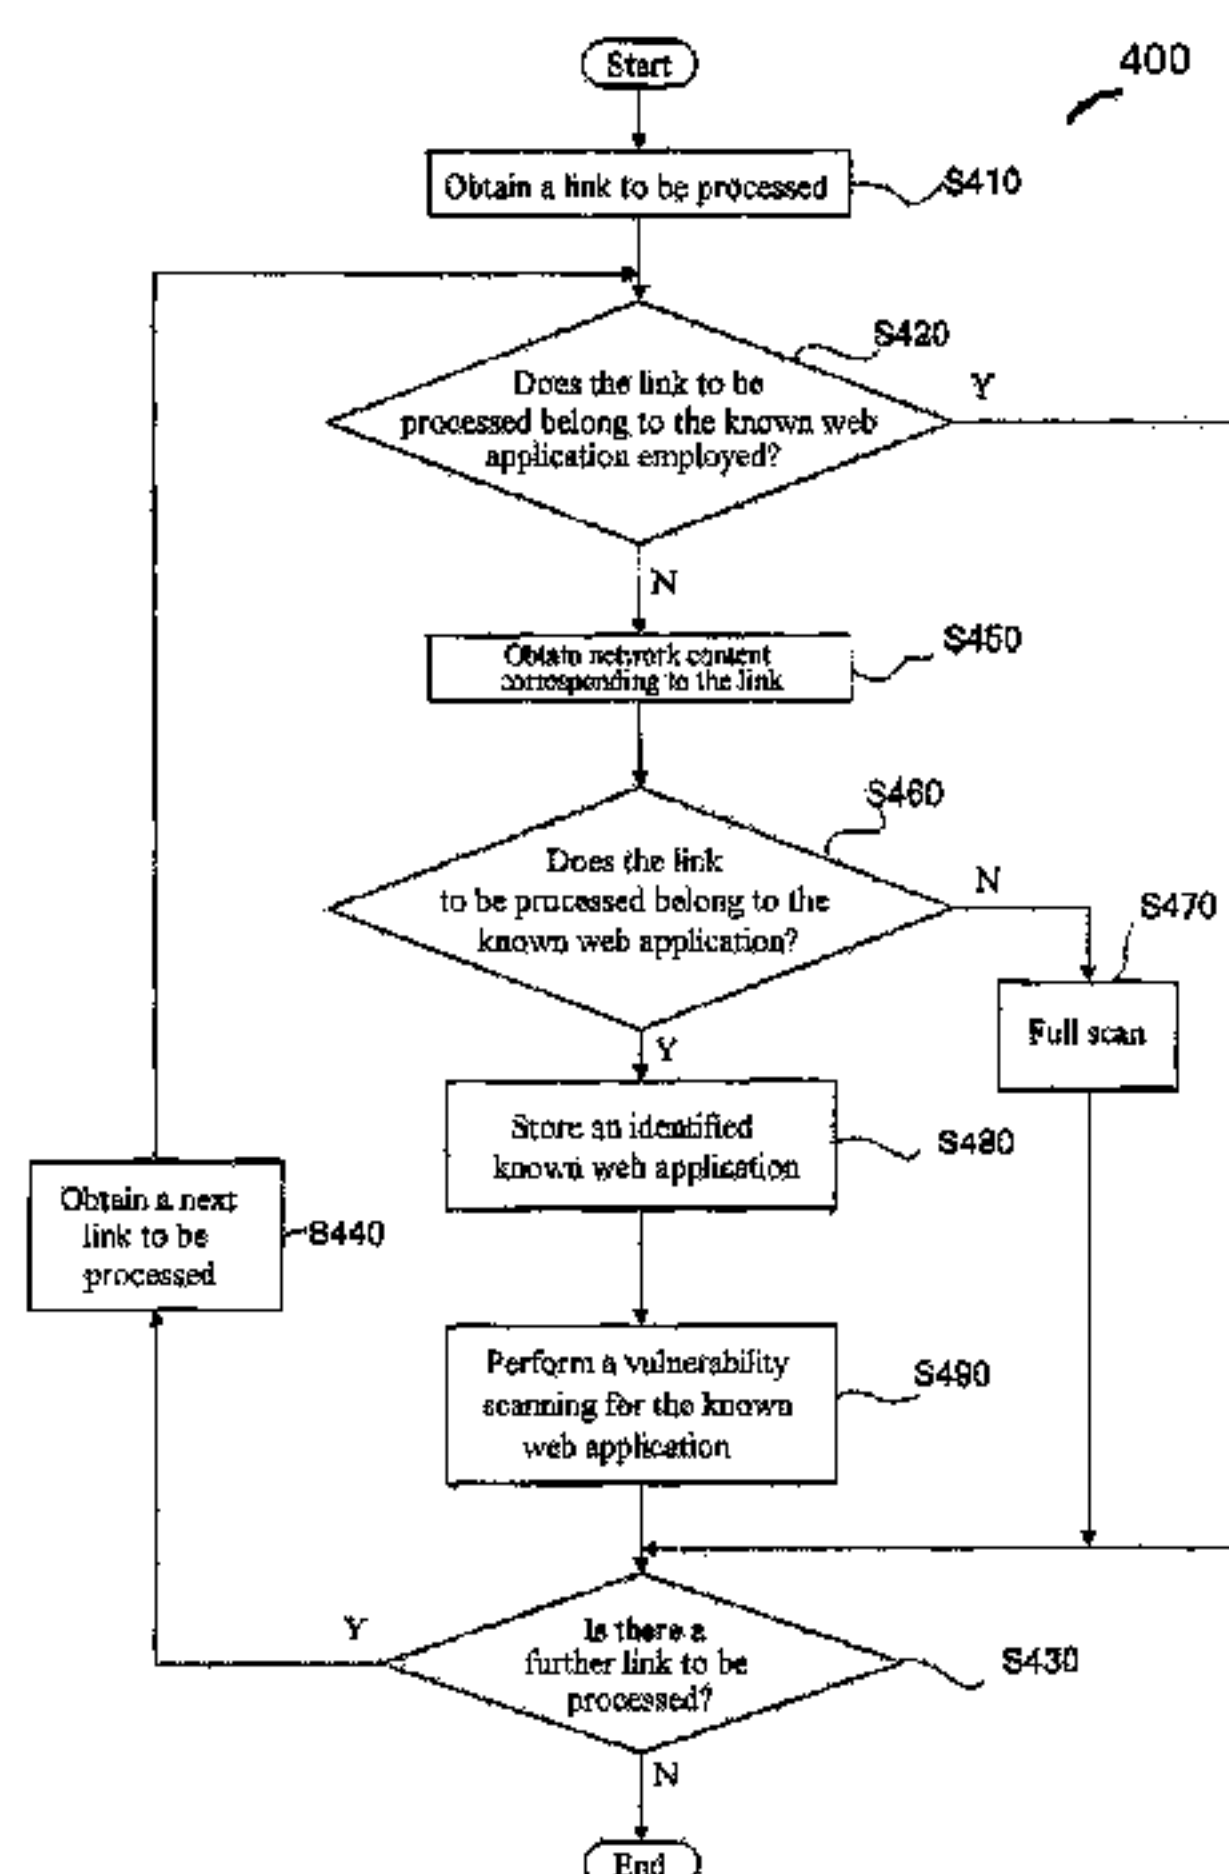 Start
400
Obtain a link to be processed
S410
S420
Does the link to be
processed belong to the known web
application employed?
Y
N
Obtain network content
corresponding to the link
S450
S460
Does the link
to be processed belong to the
known web application?
N
S470
Full scan
Y
Store an identified
known web application
S480
Obtain a next
link to be
processed
S440
Perform a vulnerability
scanning for the known
web application
S490
Y
Is there a
further link to be
processed?
S430
N
End